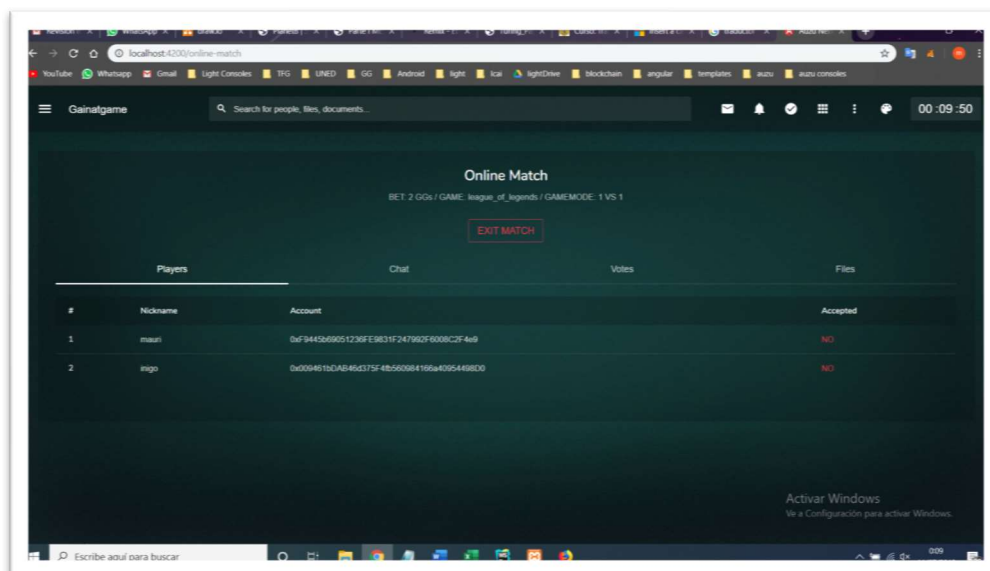 WhatsApp ×
localhost:4200/online-match
YouTube Whatsapp Gmail Light Consoles TFG UNED GG Android light Icai lightDrive blockchain angular templates auzu auzu consoles
Gainatgame Search for people, files, documents... 00 :09 :50
Online Match
BET: 2 GGs / GAME: league_of_legends / GAMEMODE: 1 VS 1
EXIT MATCH
Players Chat Votes Files
# Nickname Account Accepted
1 mauri NO
2 inigo NO
Activar Windows
Ve a Configuración para activar Windows.
Escribe aquí para buscar 0:09